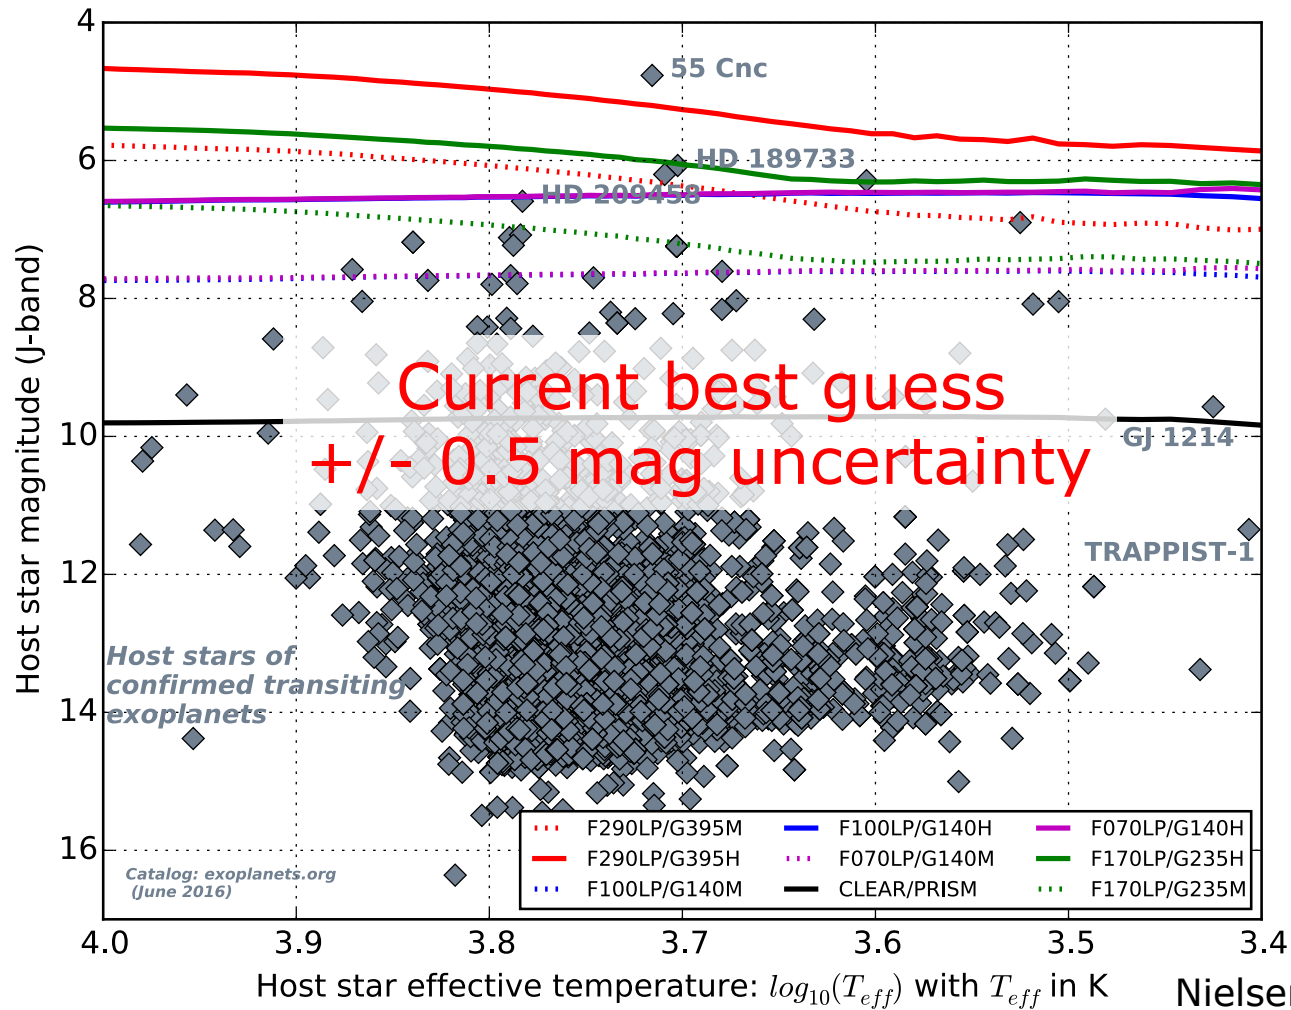 4
6
8
10
12
14
16
Host star magnitude (J-band)
55 Cnc
HD 189733
HD 209458
Current best guess
+/- 0.5 mag uncertainty
GJ 1214
TRAPPIST-1
Host stars of
confirmed transiting
exoplanets
Catalog: exoplanets.org
(June 2016)
F290LP/G395M
F290LP/G395H
F100LP/G140M
F100LP/G140H
F070LP/G140M
CLEAR/PRISM
F070LP/G140H
F170LP/G235H
F170LP/G235M
4.0 3.9 3.8 3.7 3.6 3.5 3.4
Host star effective temperature: log10(Teff) with Teff in K
Nielsen